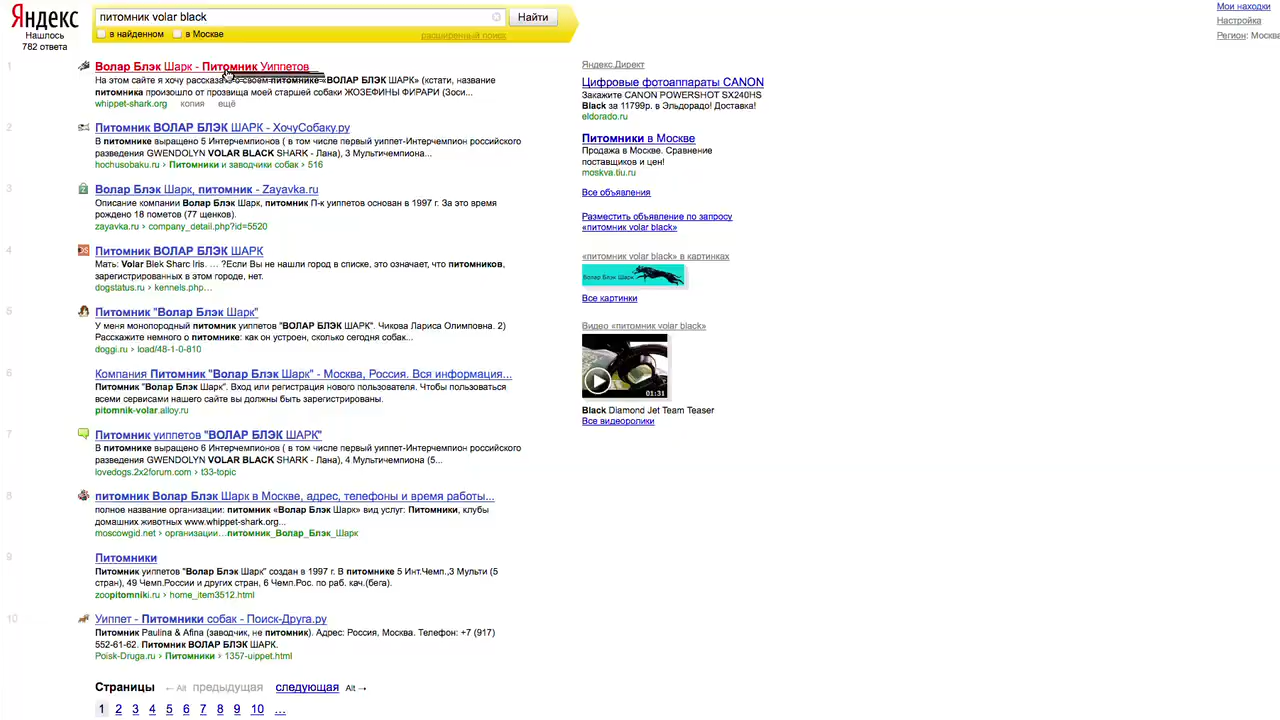 Яндекс
Нашлось
782 ответа
питомник volar black
Найти
в найденном
в Москве
расширенный поиск
Мои находки
Настройка
Регион: Москва
1
Волар Блэк Шарк - Питомник Уиппетов
На этом сайте я хочу рассказать о своем питомнике «ВОЛАР БЛЭК ШАРК» (кстати, название
питомника произошло от прозвища моей старшей собаки ЖОЗЕФИНЫ ФИРАРИ (Зоси...
whippet-shark.org копия ещё
2
Питомник ВОЛАР БЛЭК ШАРК - ХочуСобаку.ру
В питомнике выращено 5 Интерчемпионов ( в том числе первый уиппет-Интерчемпион российского
разведения GWENDOLYN VOLAR BLACK SHARK - Лана), 3 Мультичемпиона...
hochusobaku.ru › Питомники и заводчики собак › 516
3
Волар Блэк Шарк, питомник - Zayavka.ru
Описание компании Волар Блэк Шарк, питомник П-к уиппетов основан в 1997 г. За это время
рождено 18 пометов (77 щенков).
zayavka.ru › company_detail.php?id=5520
4
Питомник ВОЛАР БЛЭК ШАРК
Мать: Volar Blek Sharc Iris. ... ?Если Вы не нашли город в списке, это означает, что питомников,
зарегистрированных в этом городе, нет.
dogstatus.ru › kennels.php...
5
Питомник "Волар Блэк Шарк"
У меня монопородный питомник уиппетов "ВОЛАР БЛЭК ШАРК". Чикова Лариса Олимповна. 2)
Расскажите немного о питомнике: как он устроен, сколько сегодня собак...
doggi.ru › load/48-1-0-810
6
Компания Питомник "Волар Блэк Шарк" - Москва, Россия. Вся информация...
Питомник "Волар Блэк Шарк". Вход или регистрация нового пользователя. Чтобы пользоваться
всеми сервисами нашего сайта вы должны быть зарегистрированы.
pitomnik-volar.alloy.ru
7
Питомник уиппетов "ВОЛАР БЛЭК ШАРК"
В питомнике выращено 6 Интерчемпионов ( в том числе первый уиппет-Интерчемпион российского
разведения GWENDOLYN VOLAR BLACK SHARK - Лана), 4 Мультичемпиона (5...
lovedogs.2x2forum.com › t33-topic
8
питомник Волар Блэк Шарк в Москве, адрес, телефоны и время работы...
полное название организации: питомник «Волар Блэк Шарк» вид услуг: Питомники, клубы
домашних животных www.whippet-shark.org...
moscowgid.net › организации...питомник_Волар_Блэк_Шарк
9
Питомники
Питомник уиппетов "Волар Блэк Шарк" создан в 1997 г. В питомнике 5 Инт.Чемп.,3 Мульти (5
стран), 49 Чемп.России и других стран, 6 Чемп.Рос. по раб. кач.(бега).
zoopitomniki.ru › home_item3512.html
10
Уиппет - Питомники собак - Поиск-Друга.ру
Питомник Paulina & Afina (заводчик, не питомник). Адрес: Россия, Москва. Телефон: +7 (917)
552-61-62. Питомник ВОЛАР БЛЭК ШАРК.
Poisk-Druga.ru › Питомники › 1357-uippet.html
Страницы ← Alt предыдущая следующая Alt →
1 2 3 4 5 6 7 8 9 10 ...
Яндекс.Директ
Цифровые фотоаппараты CANON
Закажите CANON POWERSHOT SX240HS
Black за 11799р. в Эльдорадо! Доставка!
eldorado.ru
Питомники в Москве
Продажа в Москве. Сравнение
поставщиков и цен!
moskva.tiu.ru
Все объявления
Разместить объявление по запросу
«питомник volar black»
«питомник volar black» в картинках
Волар Блэк Шарк
Все картинки
Видео «питомник volar black»
01:31
Black Diamond Jet Team Teaser
Все видеоролики